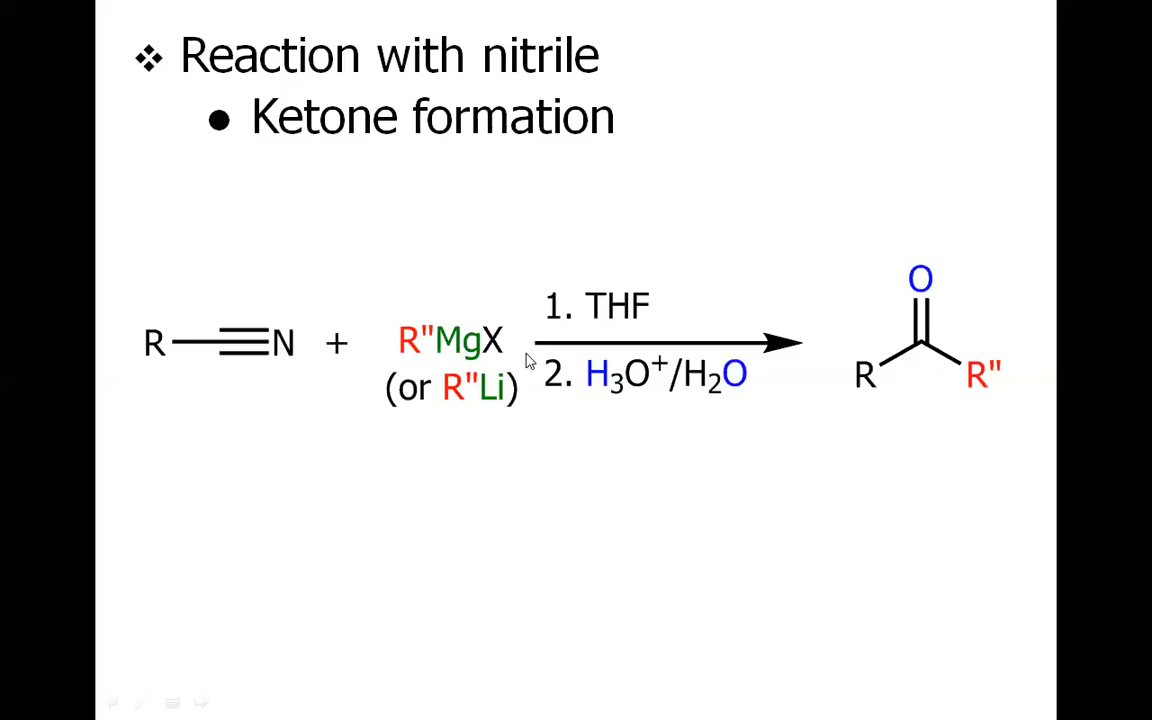 ❖ Reaction with nitrile
● Ketone formation
O
1. THF
R N + R"MgX
(or R"Li)
2. H₃O⁺/H₂O
R R"